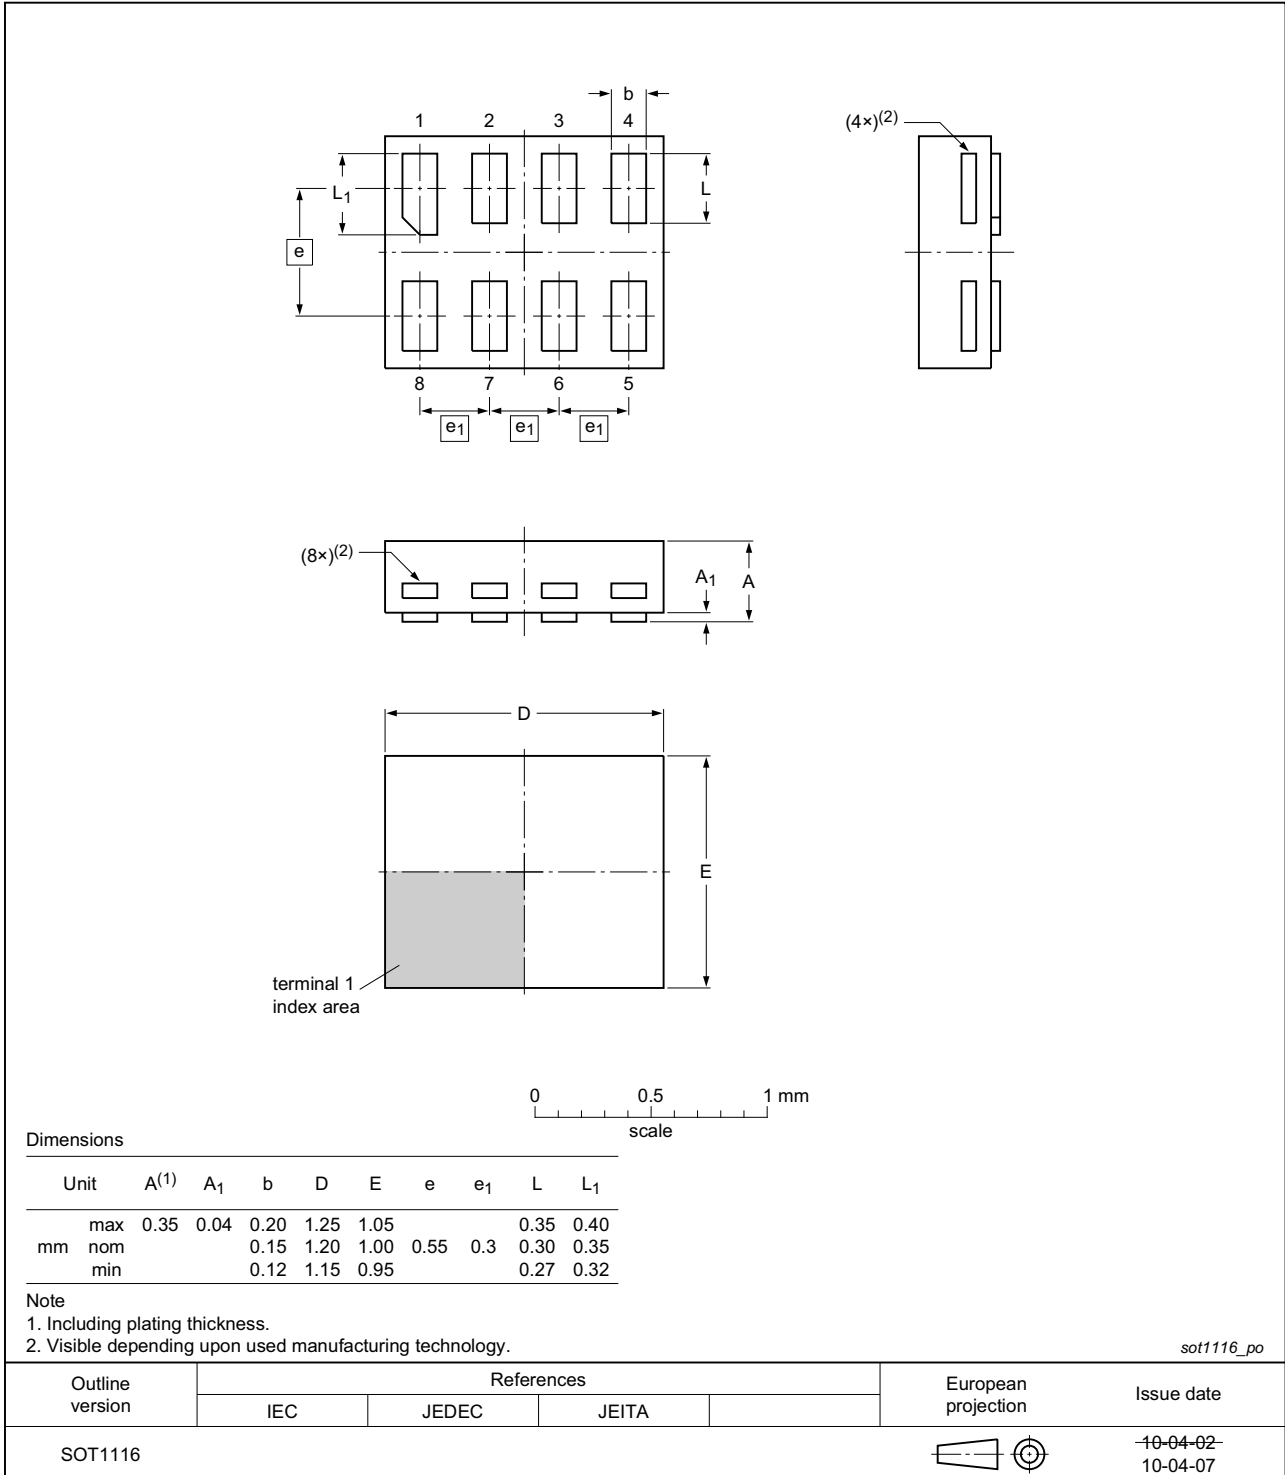 b
1 2 3 4
(4×)(2)
L1
L
e
8 7 6 5
e1 e1 e1
(8×)(2)
A1 A
D
E
terminal 1
index area
0 0.5 1 mm
scale
Dimensions
Unit A(1) A1 b D E e e1 L L1
max 0.35 0.04 0.20 1.25 1.05 0.35 0.40
mm nom 0.15 1.20 1.00 0.55 0.3 0.30 0.35
min 0.12 1.15 0.95 0.27 0.32
Note
1. Including plating thickness.
2. Visible depending upon used manufacturing technology.
sot1116_po
Outline
version
References
IEC JEDEC JEITA
European
projection
Issue date
SOT1116
10-04-02
10-04-07